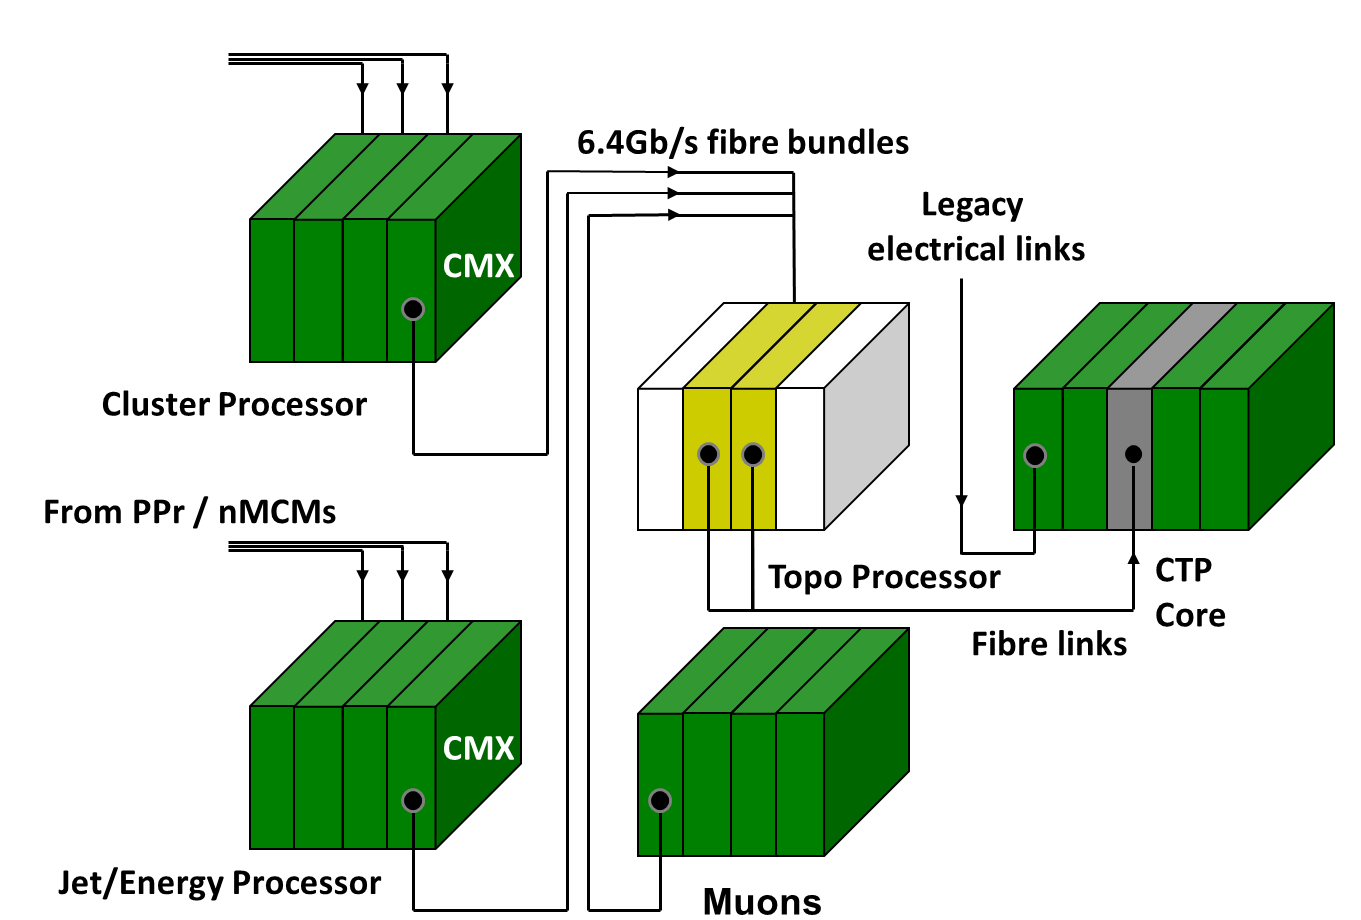 6.4Gb/s fibre bundles
Legacy
electrical links
CMX
Cluster Processor
From PPr / nMCMs
Topo Processor
CTP
Core
Fibre links
CMX
Jet/Energy Processor
Muons